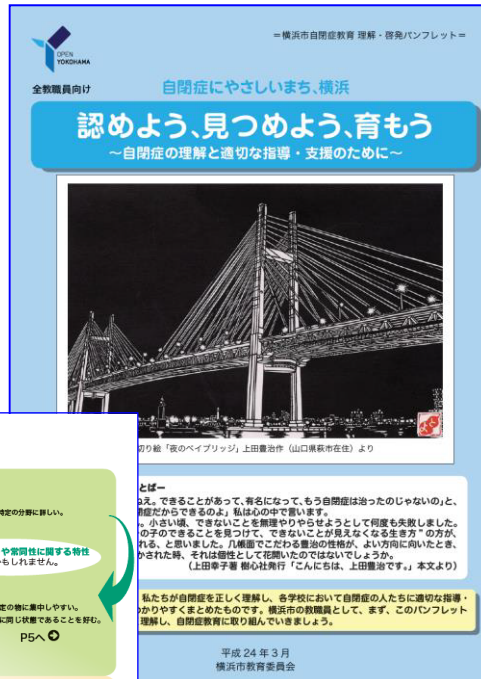 OPEN
YOKOHAMA
=横浜市自閉症教育 理解・啓発パンフレット=
全教職員向け
自閉症にやさしいまち、横浜
認めよう、見つめよう、育もう
〜自閉症の理解と適切な指導・支援のために〜
切り絵「夜のベイブリッジ」上田豊治作(山口県萩市在住)より
とばー
ねえ。できることがあって、有名になって、もう自閉症は治ったのじゃないの」と、
閉症だからできるのよ」私は心の中で言います。
。小さい頃、できないことを無理やりやらせようとして何度も失敗しました。
の子のできることを見つけて、できないことが見えなくなる生き方"の方が、
れる、と思いました。几帳面でこだわる豊治の性格が、よい方向に向いたとき、
かされた時、それは個性として花開いたのではないでしょうか。
(上田幸子著 樹心社発行「こんにちは、上田豊治です。」本文より)
私たちが自閉症を正しく理解し、各学校において自閉症の人たちに適切な指導・
わかりやすくまとめたものです。横浜市の教職員として、まず、このパンフレット
理解し、自閉症教育に取り組んでいきましょう。
平成24年3月
横浜市教育委員会
特定の分野に詳しい。
や常同性に関する特性
かもしれません。
定の物に集中しやすい。
に同じ状態であることを好む。
P5へ